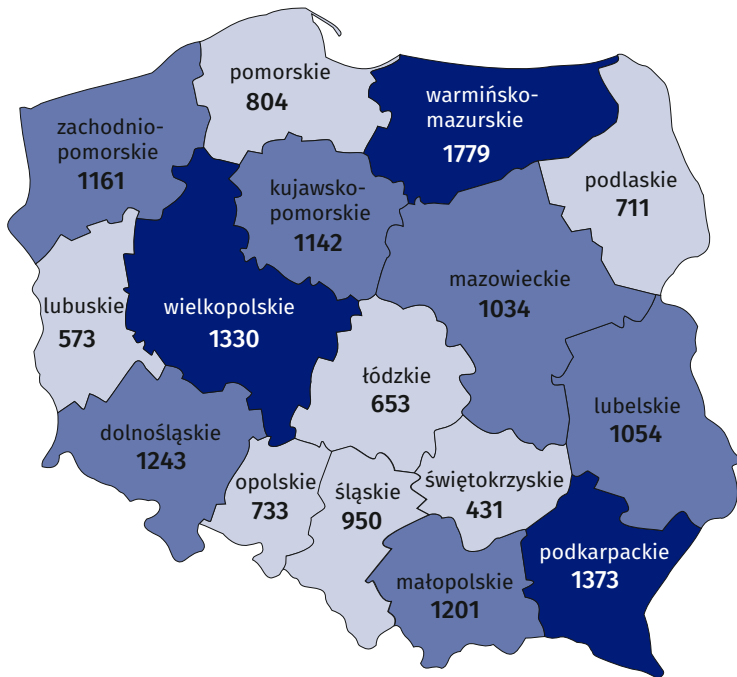 pomorskie
804
warmińsko-
mazurskie
1779
zachodnio-
pomorskie
1161
kujawsko-
pomorskie
1142
podlaskie
711
mazowieckie
1034
lubuskie
573
wielkopolskie
1330
łódzkie
653
lubelskie
1054
dolnośląskie
1243
opolskie
733
śląskie
950
świętokrzyskie
431
podkarpackie
1373
małopolskie
1201